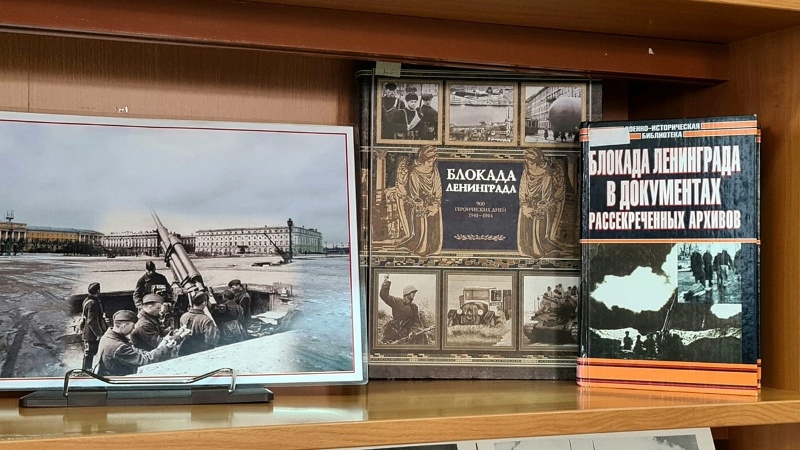 БЛОКАДА
ЛЕНИНГРАДА
900
ГЕРОИЧЕСКИХ ДНЕЙ
1941–1944
ВОЕННО-ИСТОРИЧЕСКАЯ
БИБЛИОТЕКА
БЛОКАДА ЛЕНИНГРАДА
В ДОКУМЕНТАХ
РАССЕКРЕЧЕННЫХ АРХИВОВ